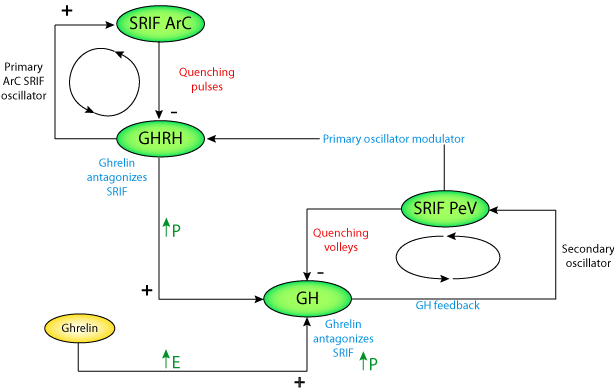 +
SRIF ArC
Primary
ArC SRIF
oscillator
Quenching
pulses
-
GHRH
Primary oscillator modulator
Ghrelin
antagonizes
SRIF
SRIF PeV
↑P
Quenching
volleys
Secondary
oscillator
-
+
GH
GH feedback
Ghrelin
Ghrelin
antagonizes
SRIF
↑E
↑P
+